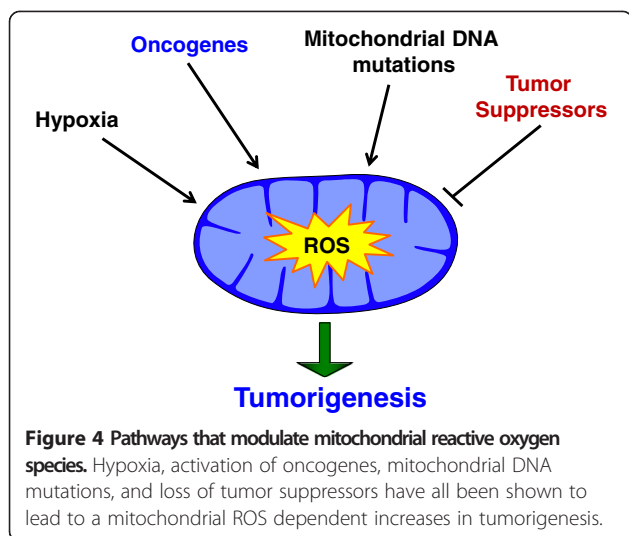 Oncogenes
Mitochondrial DNA
mutations
Tumor
Suppressors
Hypoxia
ROS
Tumorigenesis
Figure 4 Pathways that modulate mitochondrial reactive oxygen
species. Hypoxia, activation of oncogenes, mitochondrial DNA
mutations, and loss of tumor suppressors have all been shown to
lead to a mitochondrial ROS dependent increases in tumorigenesis.